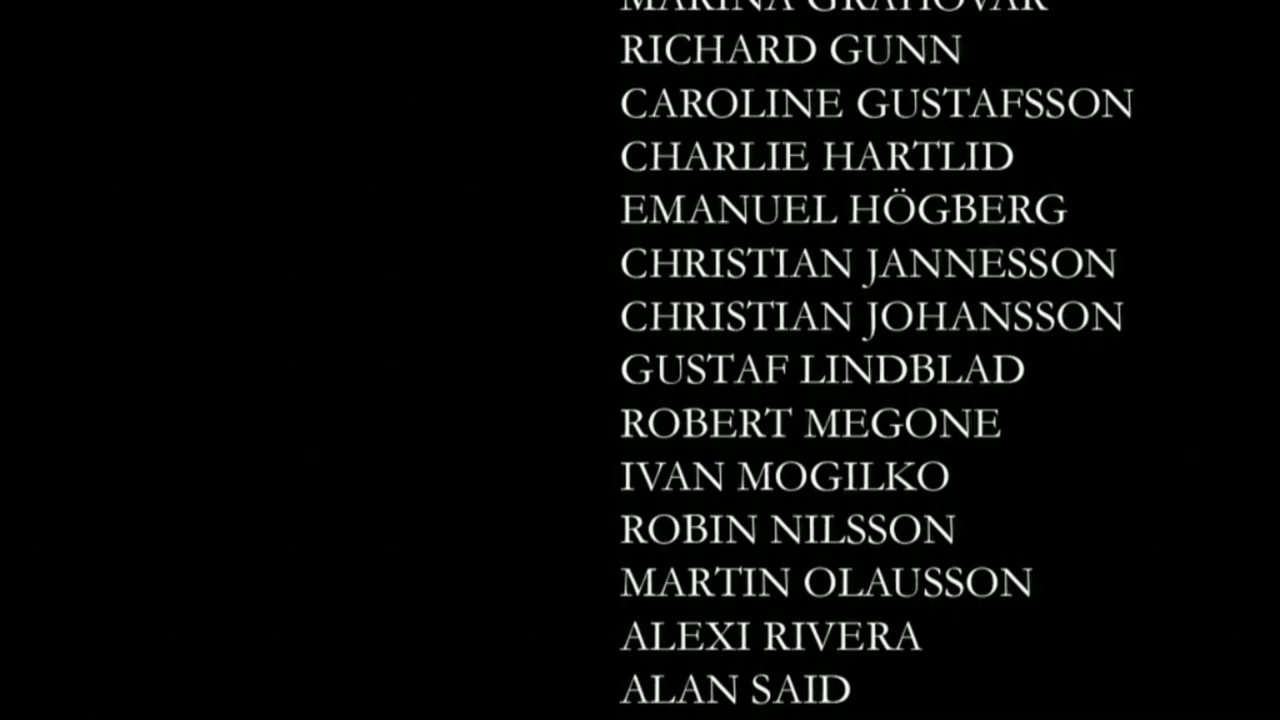 MARINA GRAHOVAR
RICHARD GUNN
CAROLINE GUSTAFSSON
CHARLIE HARTLID
EMANUEL HÖGBERG
CHRISTIAN JANNESSON
CHRISTIAN JOHANSSON
GUSTAF LINDBLAD
ROBERT MEGONE
IVAN MOGILKO
ROBIN NILSSON
MARTIN OLAUSSON
ALEXI RIVERA
ALAN SAID